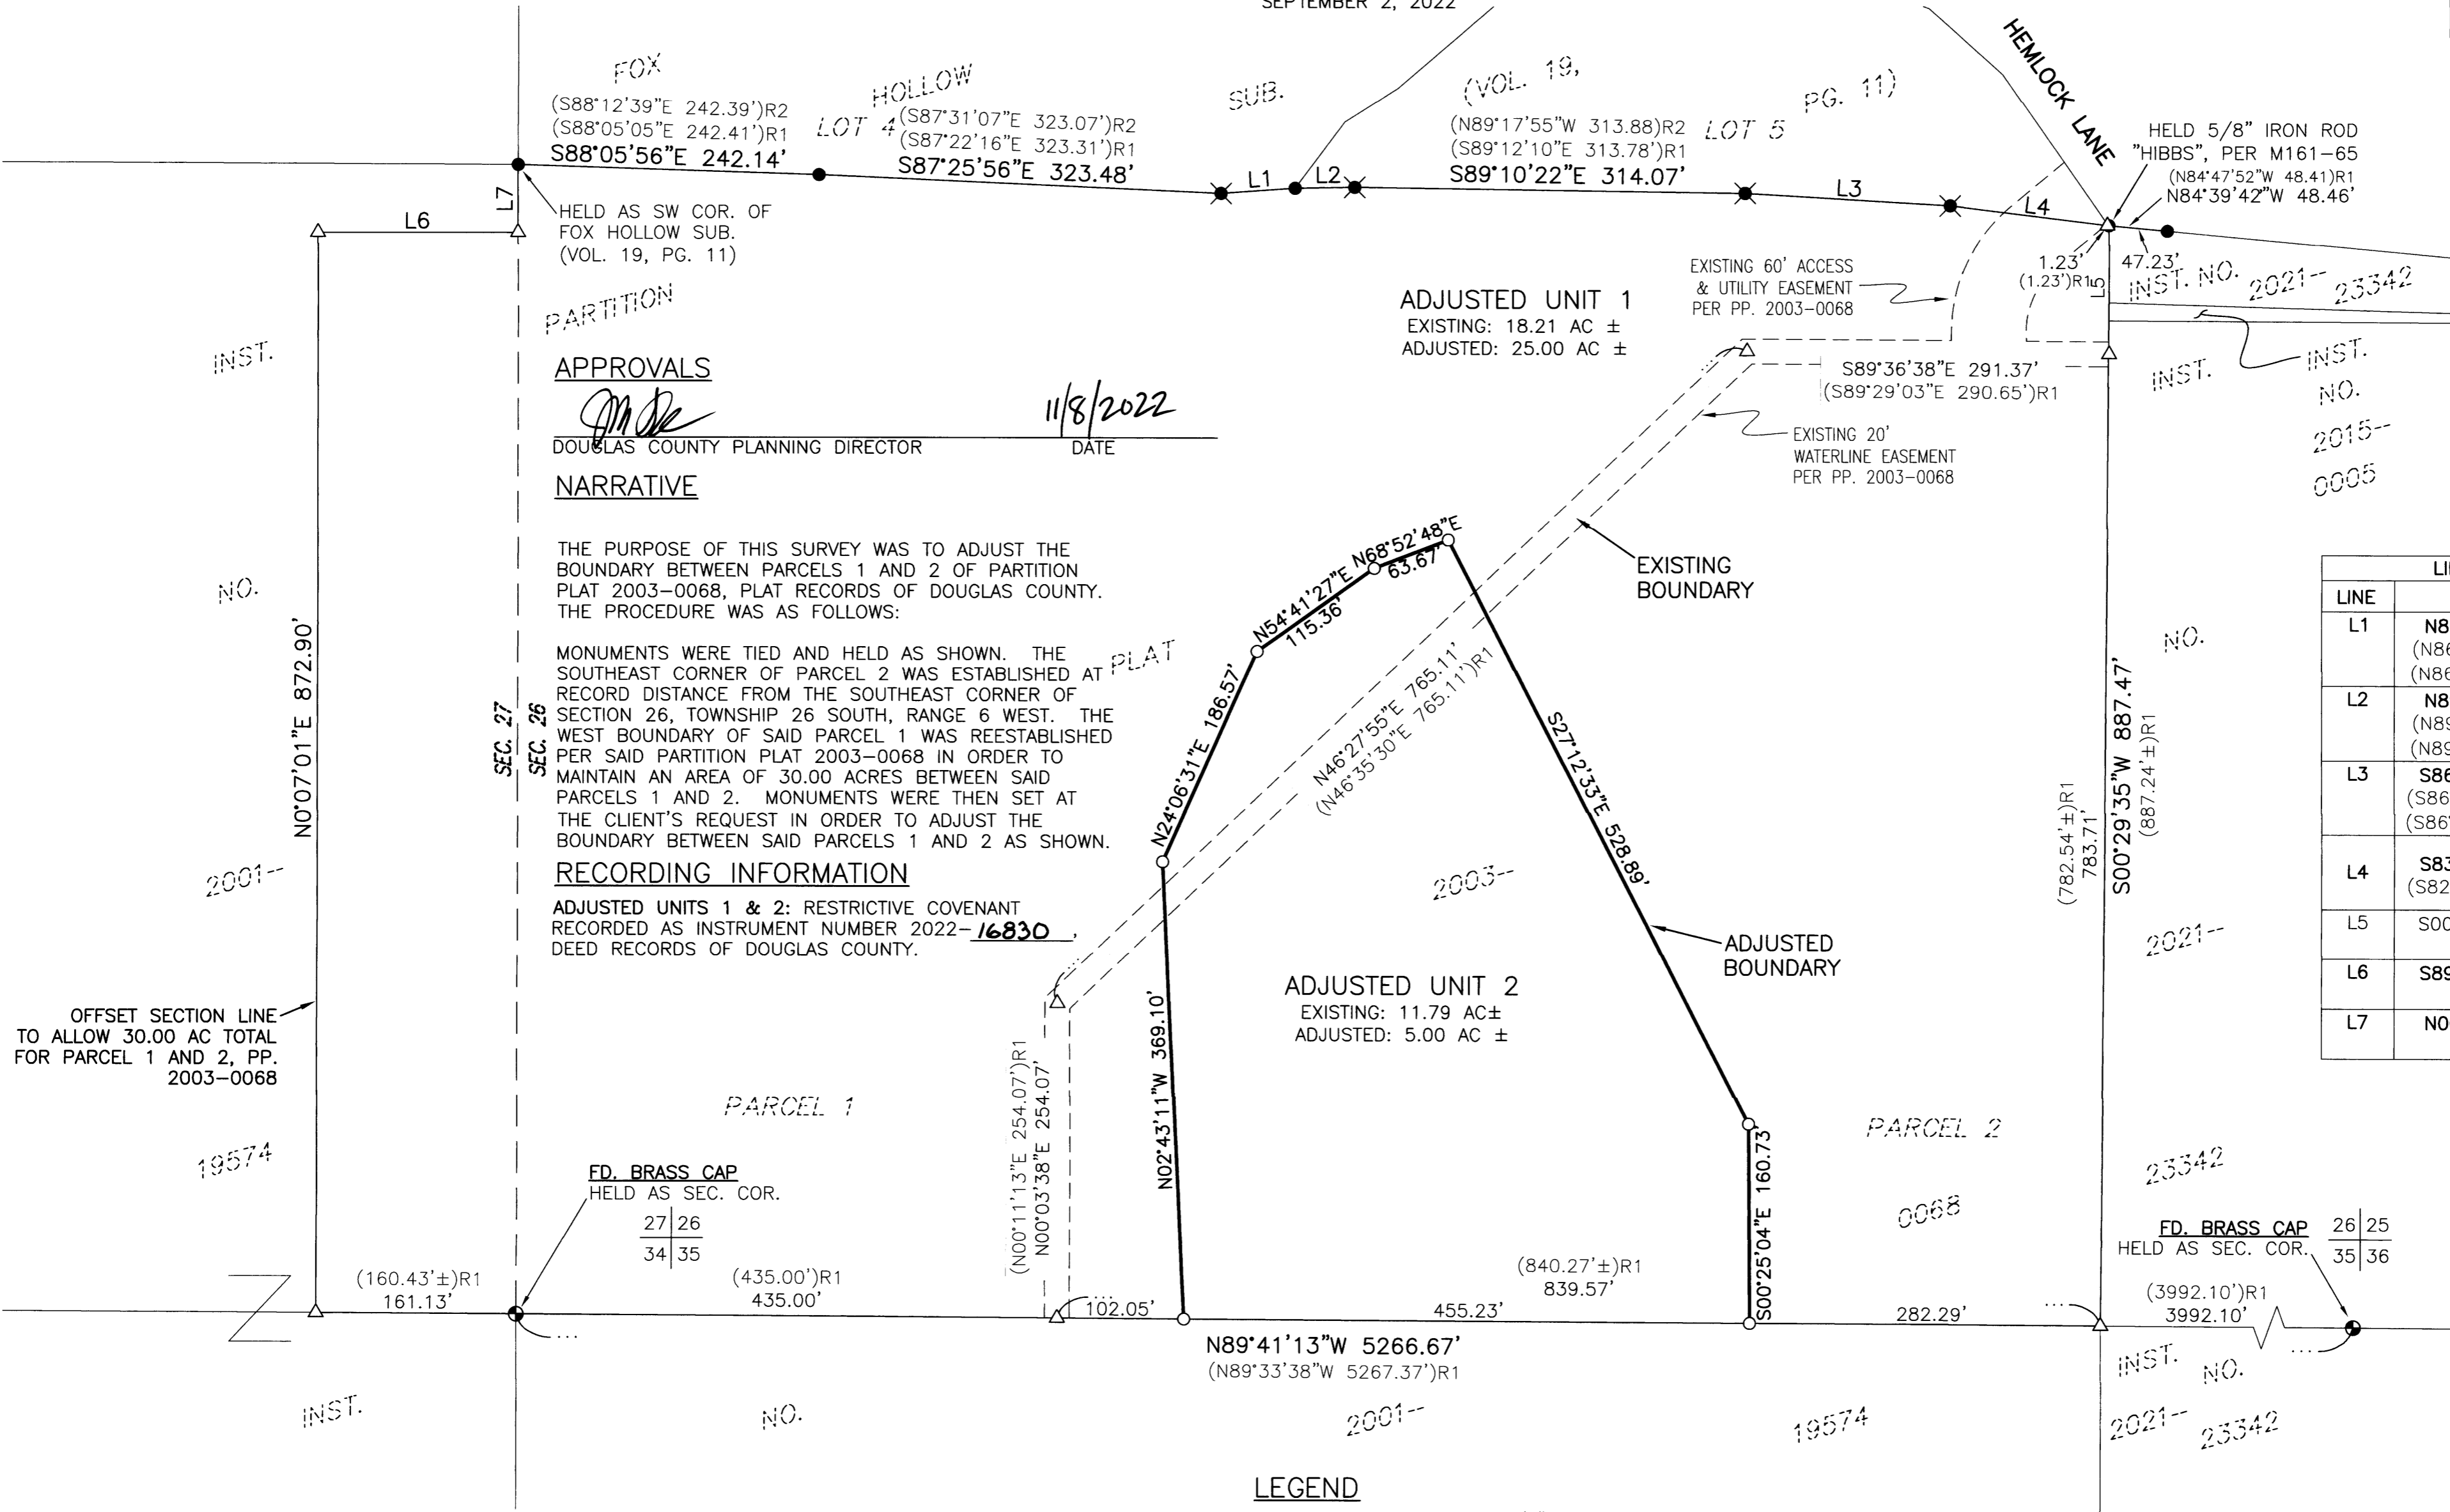 SEPTEMBER 2, 2022
FOX
HOLLOW
SUB.
(VOL. 19,
PG. 11)
HEMLOCK LANE
(S88°12'39"E 242.39')R2
(S88°05'05"E 242.41')R1
S88°05'56"E 242.14'
LOT 4
(S87°31'07"E 323.07')R2
(S87°22'16"E 323.31')R1
S87°25'56"E 323.48'
L1
L2
(N89°17'55"W 313.88)R2
(S89°12'10"E 313.78')R1
S89°10'22"E 314.07'
LOT 5
L3
L4
HELD 5/8" IRON ROD
"HIBBS", PER M161-65
(N84°47'52"W 48.41)R1
N84°39'42"W 48.46'
L7
L6
HELD AS SW COR. OF
FOX HOLLOW SUB.
(VOL. 19, PG. 11)
1.23'
(1.23')R1
47.23'
L5
INST. NO. 2021-- 23342
EXISTING 60' ACCESS
& UTILITY EASEMENT
PER PP. 2003-0068
ADJUSTED UNIT 1
EXISTING: 18.21 AC ±
ADJUSTED: 25.00 AC ±
PARTITION
INST.
APPROVALS
11/8/2022
DOUGLAS COUNTY PLANNING DIRECTOR
DATE
S89°36'38"E 291.37'
(S89°29'03"E 290.65')R1
INST.
INST.
NO.
2015--
0005
EXISTING 20'
WATERLINE EASEMENT
PER PP. 2003-0068
NARRATIVE
THE PURPOSE OF THIS SURVEY WAS TO ADJUST THE
BOUNDARY BETWEEN PARCELS 1 AND 2 OF PARTITION
PLAT 2003-0068, PLAT RECORDS OF DOUGLAS COUNTY.
THE PROCEDURE WAS AS FOLLOWS:
MONUMENTS WERE TIED AND HELD AS SHOWN. THE
SOUTHEAST CORNER OF PARCEL 2 WAS ESTABLISHED AT
RECORD DISTANCE FROM THE SOUTHEAST CORNER OF
SECTION 26, TOWNSHIP 26 SOUTH, RANGE 6 WEST. THE
WEST BOUNDARY OF SAID PARCEL 1 WAS REESTABLISHED
PER SAID PARTITION PLAT 2003-0068 IN ORDER TO
MAINTAIN AN AREA OF 30.00 ACRES BETWEEN SAID
PARCELS 1 AND 2. MONUMENTS WERE THEN SET AT
THE CLIENT'S REQUEST IN ORDER TO ADJUST THE
BOUNDARY BETWEEN SAID PARCELS 1 AND 2 AS SHOWN.
RECORDING INFORMATION
ADJUSTED UNITS 1 & 2: RESTRICTIVE COVENANT
RECORDED AS INSTRUMENT NUMBER 2022-16830,
DEED RECORDS OF DOUGLAS COUNTY.
NO.
N0°07'01"E 872.90'
SEC. 27
SEC. 26
2001--
PLAT
N68°52'48"E
63.67'
N54°41'27"E
115.36'
N24°06'31"E 186.57'
EXISTING
BOUNDARY
N46°27'55"E 765.11'
(N46°35'30"E 765.11')R1
S27°12'33"E 528.89'
2003--
ADJUSTED
BOUNDARY
(782.54'±)R1
783.71'
S00°29'35"W 887.47'
(887.24'±)R1
NO.
2021--
LINE
L1
N8
(N86
(N86
L2
N8
(N89
(N89
L3
S86
(S86
(S86
L4
S83
(S82
L5
S00
L6
S89
L7
N0
OFFSET SECTION LINE
TO ALLOW 30.00 AC TOTAL
FOR PARCEL 1 AND 2, PP.
2003-0068
ADJUSTED UNIT 2
EXISTING: 11.79 AC±
ADJUSTED: 5.00 AC ±
N02°43'11"W 369.10'
(N00°11'13"E 254.07')R1
N00°03'38"E 254.07'
PARCEL 1
PARCEL 2
19574
23342
0068
S00°25'04"E 160.73'
FD. BRASS CAP
HELD AS SEC. COR.
27 26
34 35
FD. BRASS CAP
HELD AS SEC. COR.
26 25
35 36
(160.43'±)R1
161.13'
(435.00')R1
435.00'
102.05'
455.23'
(840.27'±)R1
839.57'
282.29'
(3992.10')R1
3992.10'
N89°41'13"W 5266.67'
(N89°33'38"W 5267.37')R1
INST.
NO.
2001--
19574
INST.
NO.
2021--
23342
LEGEND